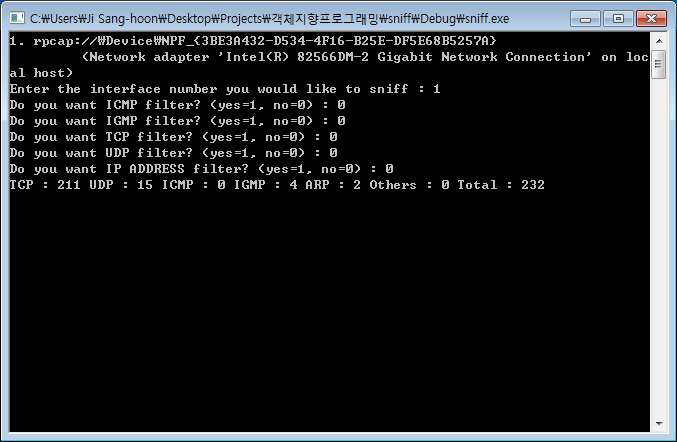 C:₩Users₩Ji Sang-hoon₩Desktop₩Projects₩객체지향프로그래밍₩sniff₩Debug₩sniff.exe
1. rpcap://₩Device₩NPF_{3BE3A432-D534-4F16-B25E-DF5E68B5257A}
(Network adapter 'Intel(R) 82566DM-2 Gigabit Network Connection' on loc
al host)
Enter the interface number you would like to sniff : 1
Do you want ICMP filter? (yes=1, no=0) : 0
Do you want IGMP filter? (yes=1, no=0) : 0
Do you want TCP filter? (yes=1, no=0) : 0
Do you want UDP filter? (yes=1, no=0) : 0
Do you want IP ADDRESS filter? (yes=1, no=0) : 0
TCP : 211 UDP : 15 ICMP : 0 IGMP : 4 ARP : 2 Others : 0 Total : 232